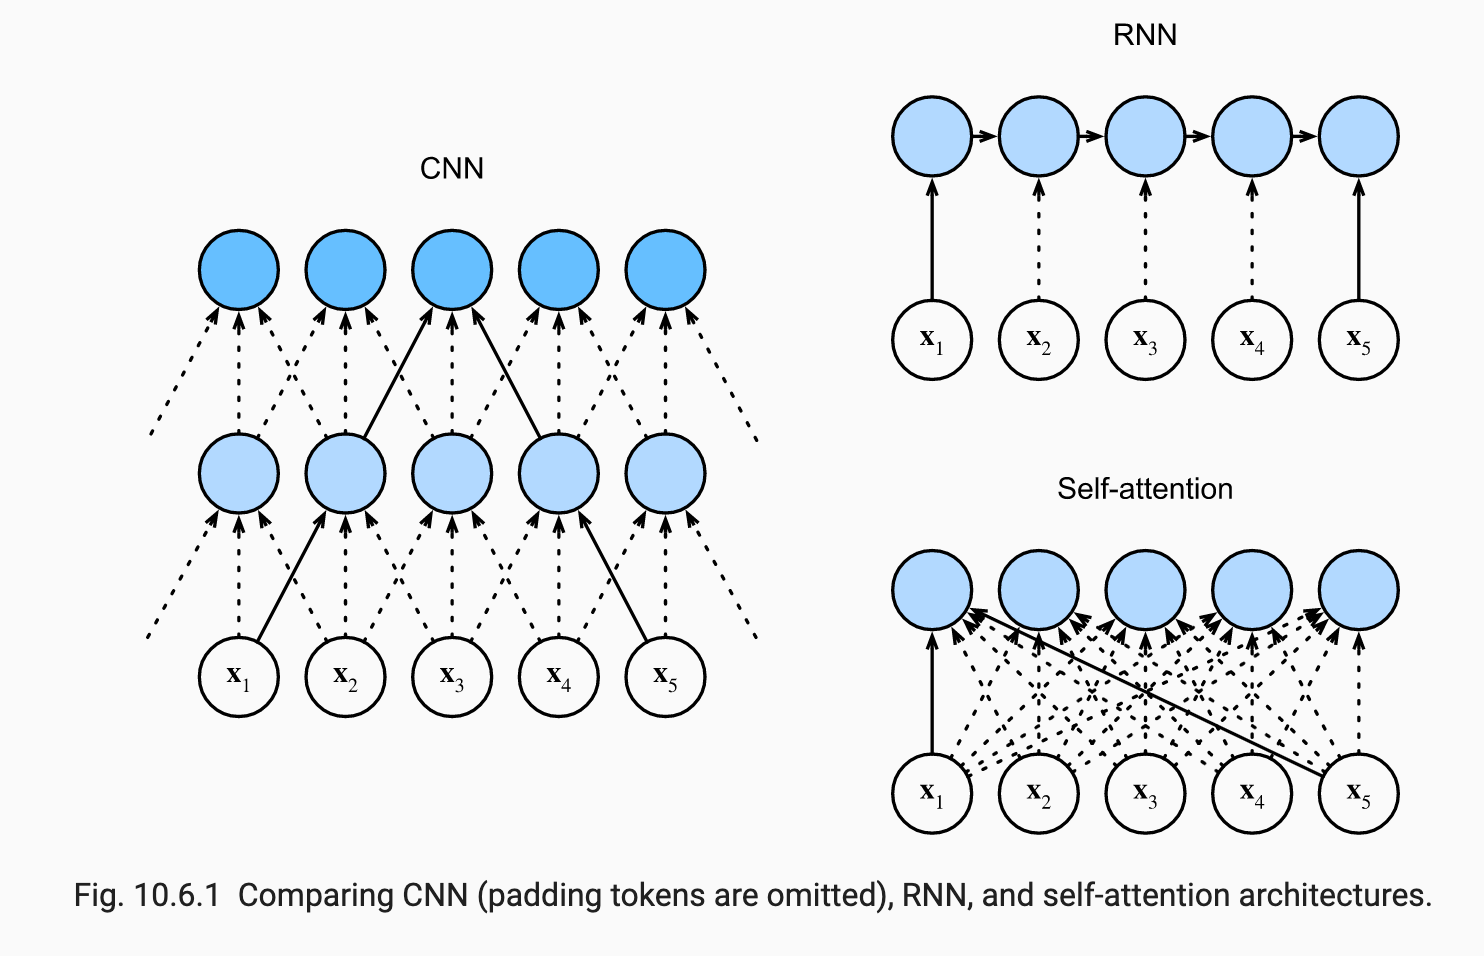 CNN
x1 x2 x3 x4 x5
RNN
x1 x2 x3 x4 x5
Self-attention
x1 x2 x3 x4 x5
Fig. 10.6.1 Comparing CNN (padding tokens are omitted), RNN, and self-attention architectures.